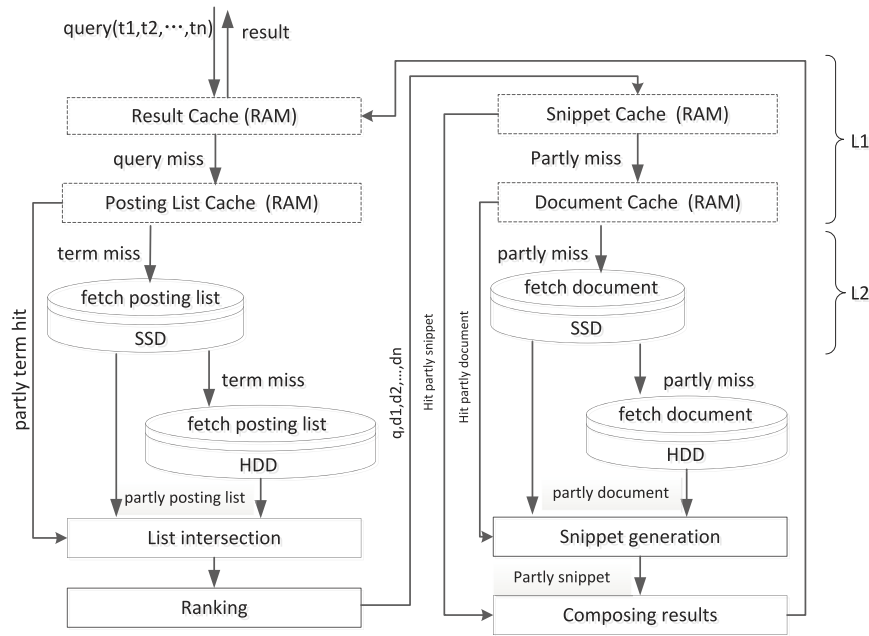 query(t1,t2,···,tn)
result
Result Cache (RAM)
query miss
Posting List Cache (RAM)
term miss
fetch posting list
SSD
term miss
fetch posting list
HDD
partly term hit
partly posting list
List intersection
Ranking
q,d1,d2,...,dn
Snippet Cache (RAM)
Partly miss
Document Cache (RAM)
partly miss
fetch document
SSD
partly miss
fetch document
HDD
Hit partly snippet
Hit partly document
partly document
Snippet generation
Partly snippet
Composing results
L1
L2